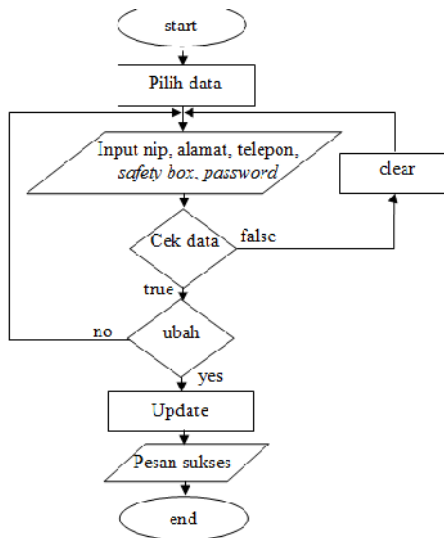 start
Pilih data
Input nip, alamat, telepon,
safety box, password
clear
Cek data
false
true
no
ubah
yes
Update
Pesan sukses
end